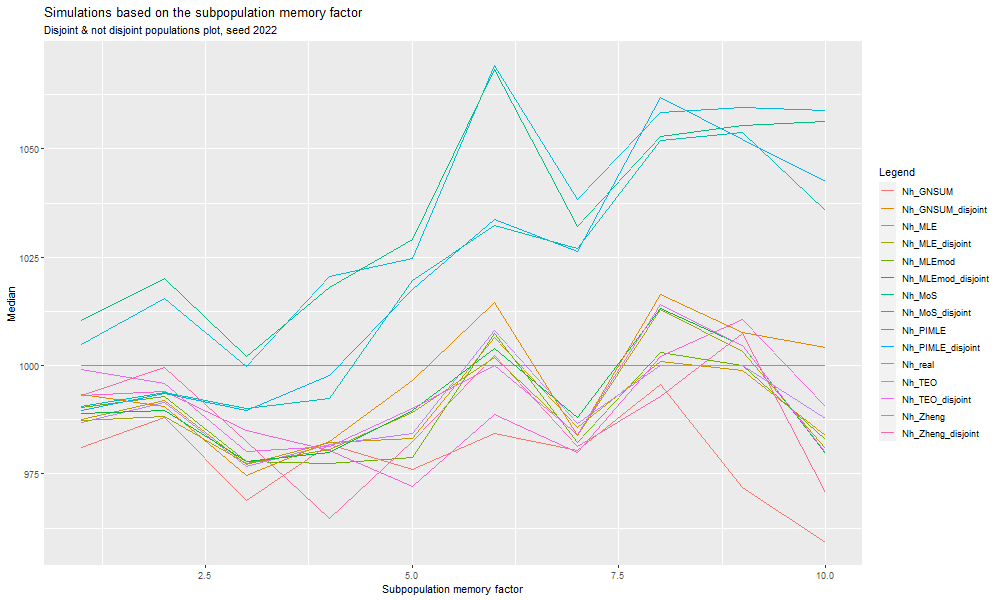 Simulations based on the subpopulation memory factor
Disjoint & not disjoint populations plot, seed 2022
Median
1050
1025
1000
975
2.5
5.0
7.5
10.0
Subpopulation memory factor
Legend
Nh_GNSUM
Nh_GNSUM_disjoint
Nh_MLE
Nh_MLE_disjoint
Nh_MLEmod
Nh_MLEmod_disjoint
Nh_MoS
Nh_MoS_disjoint
Nh_PIMLE
Nh_PIMLE_disjoint
Nh_real
Nh_TEO
Nh_TEO_disjoint
Nh_Zheng
Nh_Zheng_disjoint